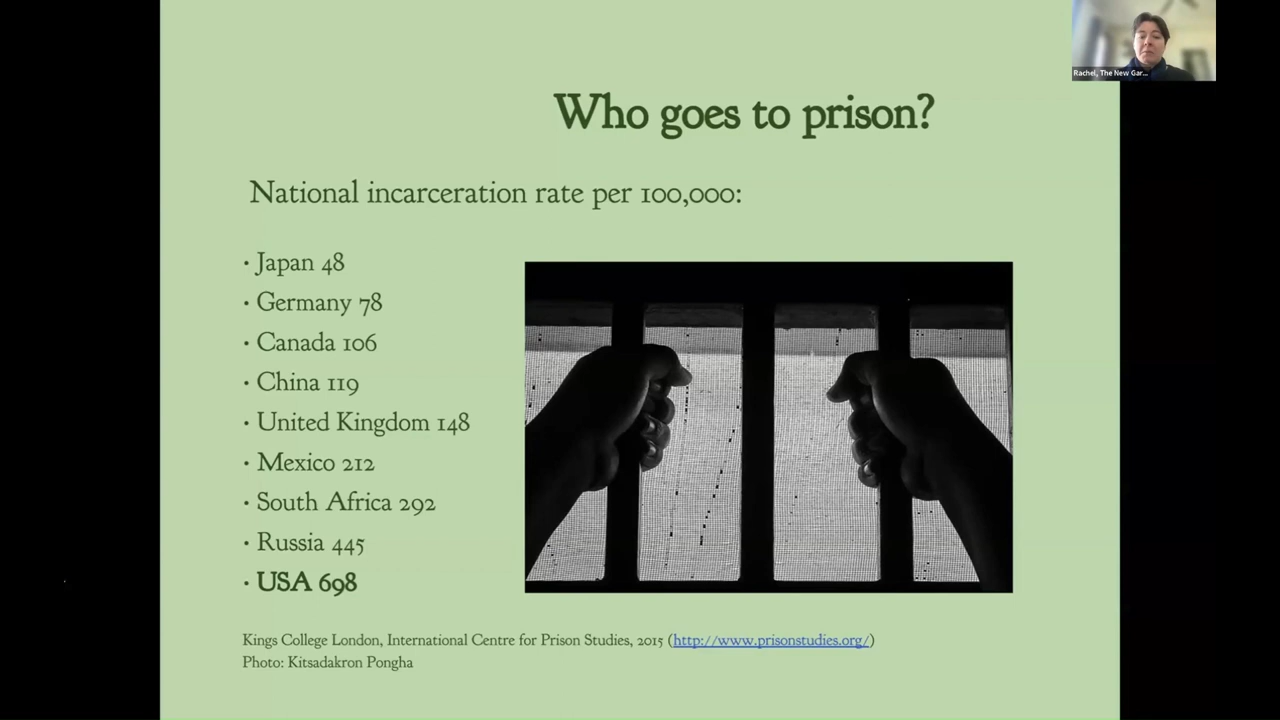 Rachel, The New Gar...
Who goes to prison?
National incarceration rate per 100,000:
• Japan 48
• Germany 78
• Canada 106
• China 119
• United Kingdom 148
• Mexico 212
• South Africa 292
• Russia 445
• USA 698
Kings College London, International Centre for Prison Studies, 2015 (http://www.prisonstudies.org/)
Photo: Kitsadakron Pongha